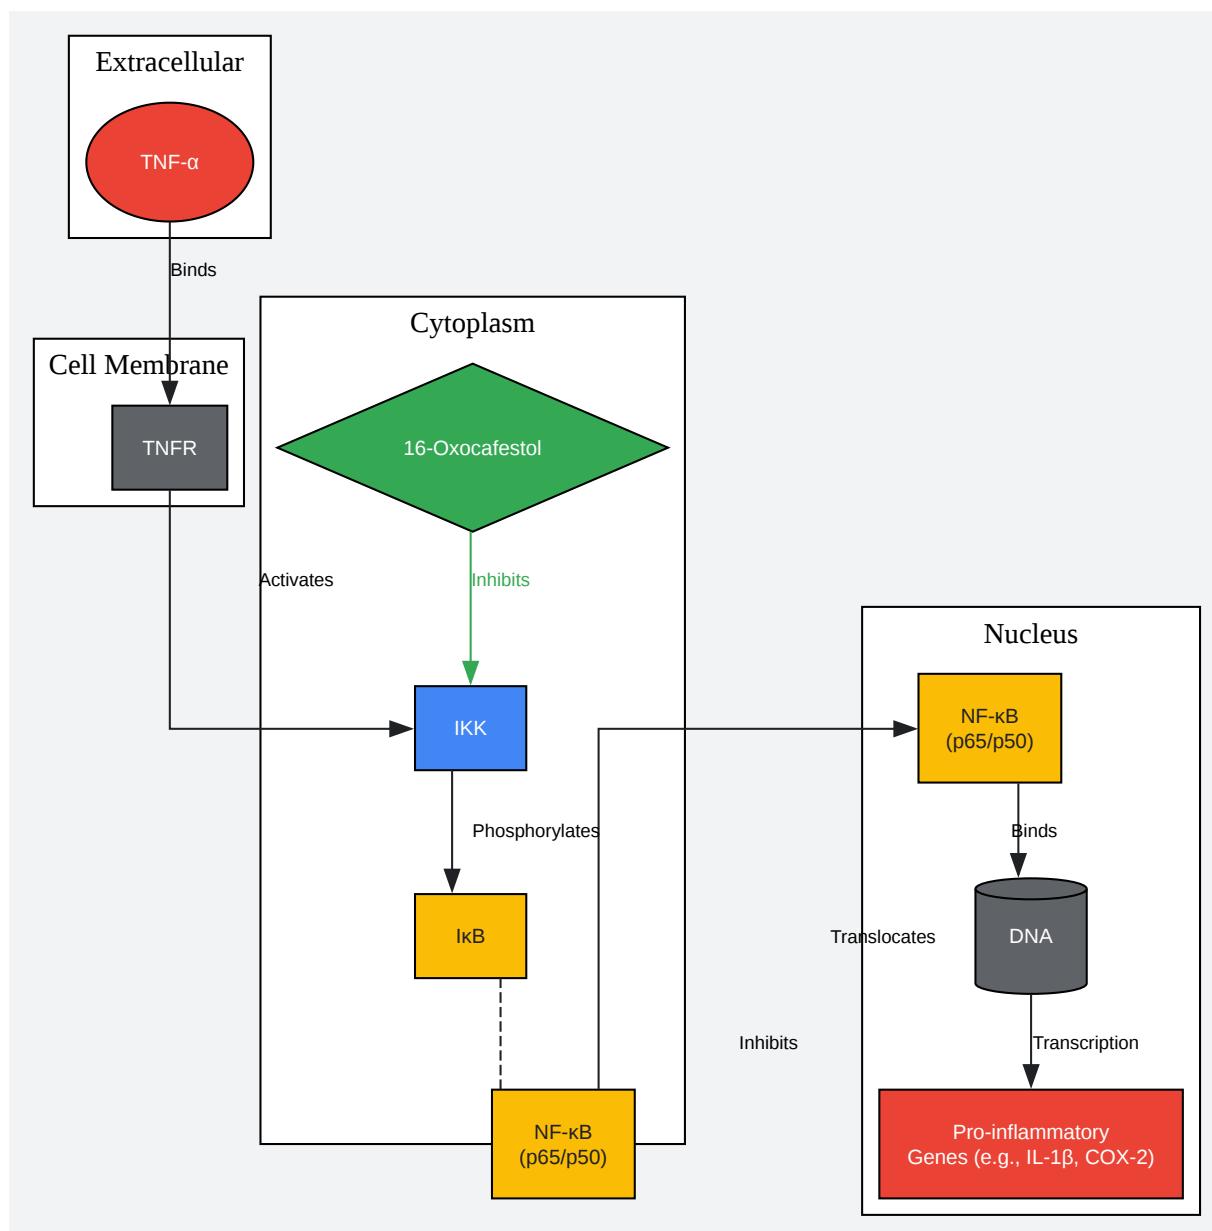 Extracellular
TNF-α
Binds
Cell Membrane
TNFR
Cytoplasm
16-Oxocafestol
Activates
Inhibits
IKK
Phosphorylates
IκB
NF-κB
(p65/p50)
Translocates
Inhibits
Nucleus
NF-κB
(p65/p50)
Binds
DNA
Transcription
Pro-inflammatory
Genes (e.g., IL-1β, COX-2)